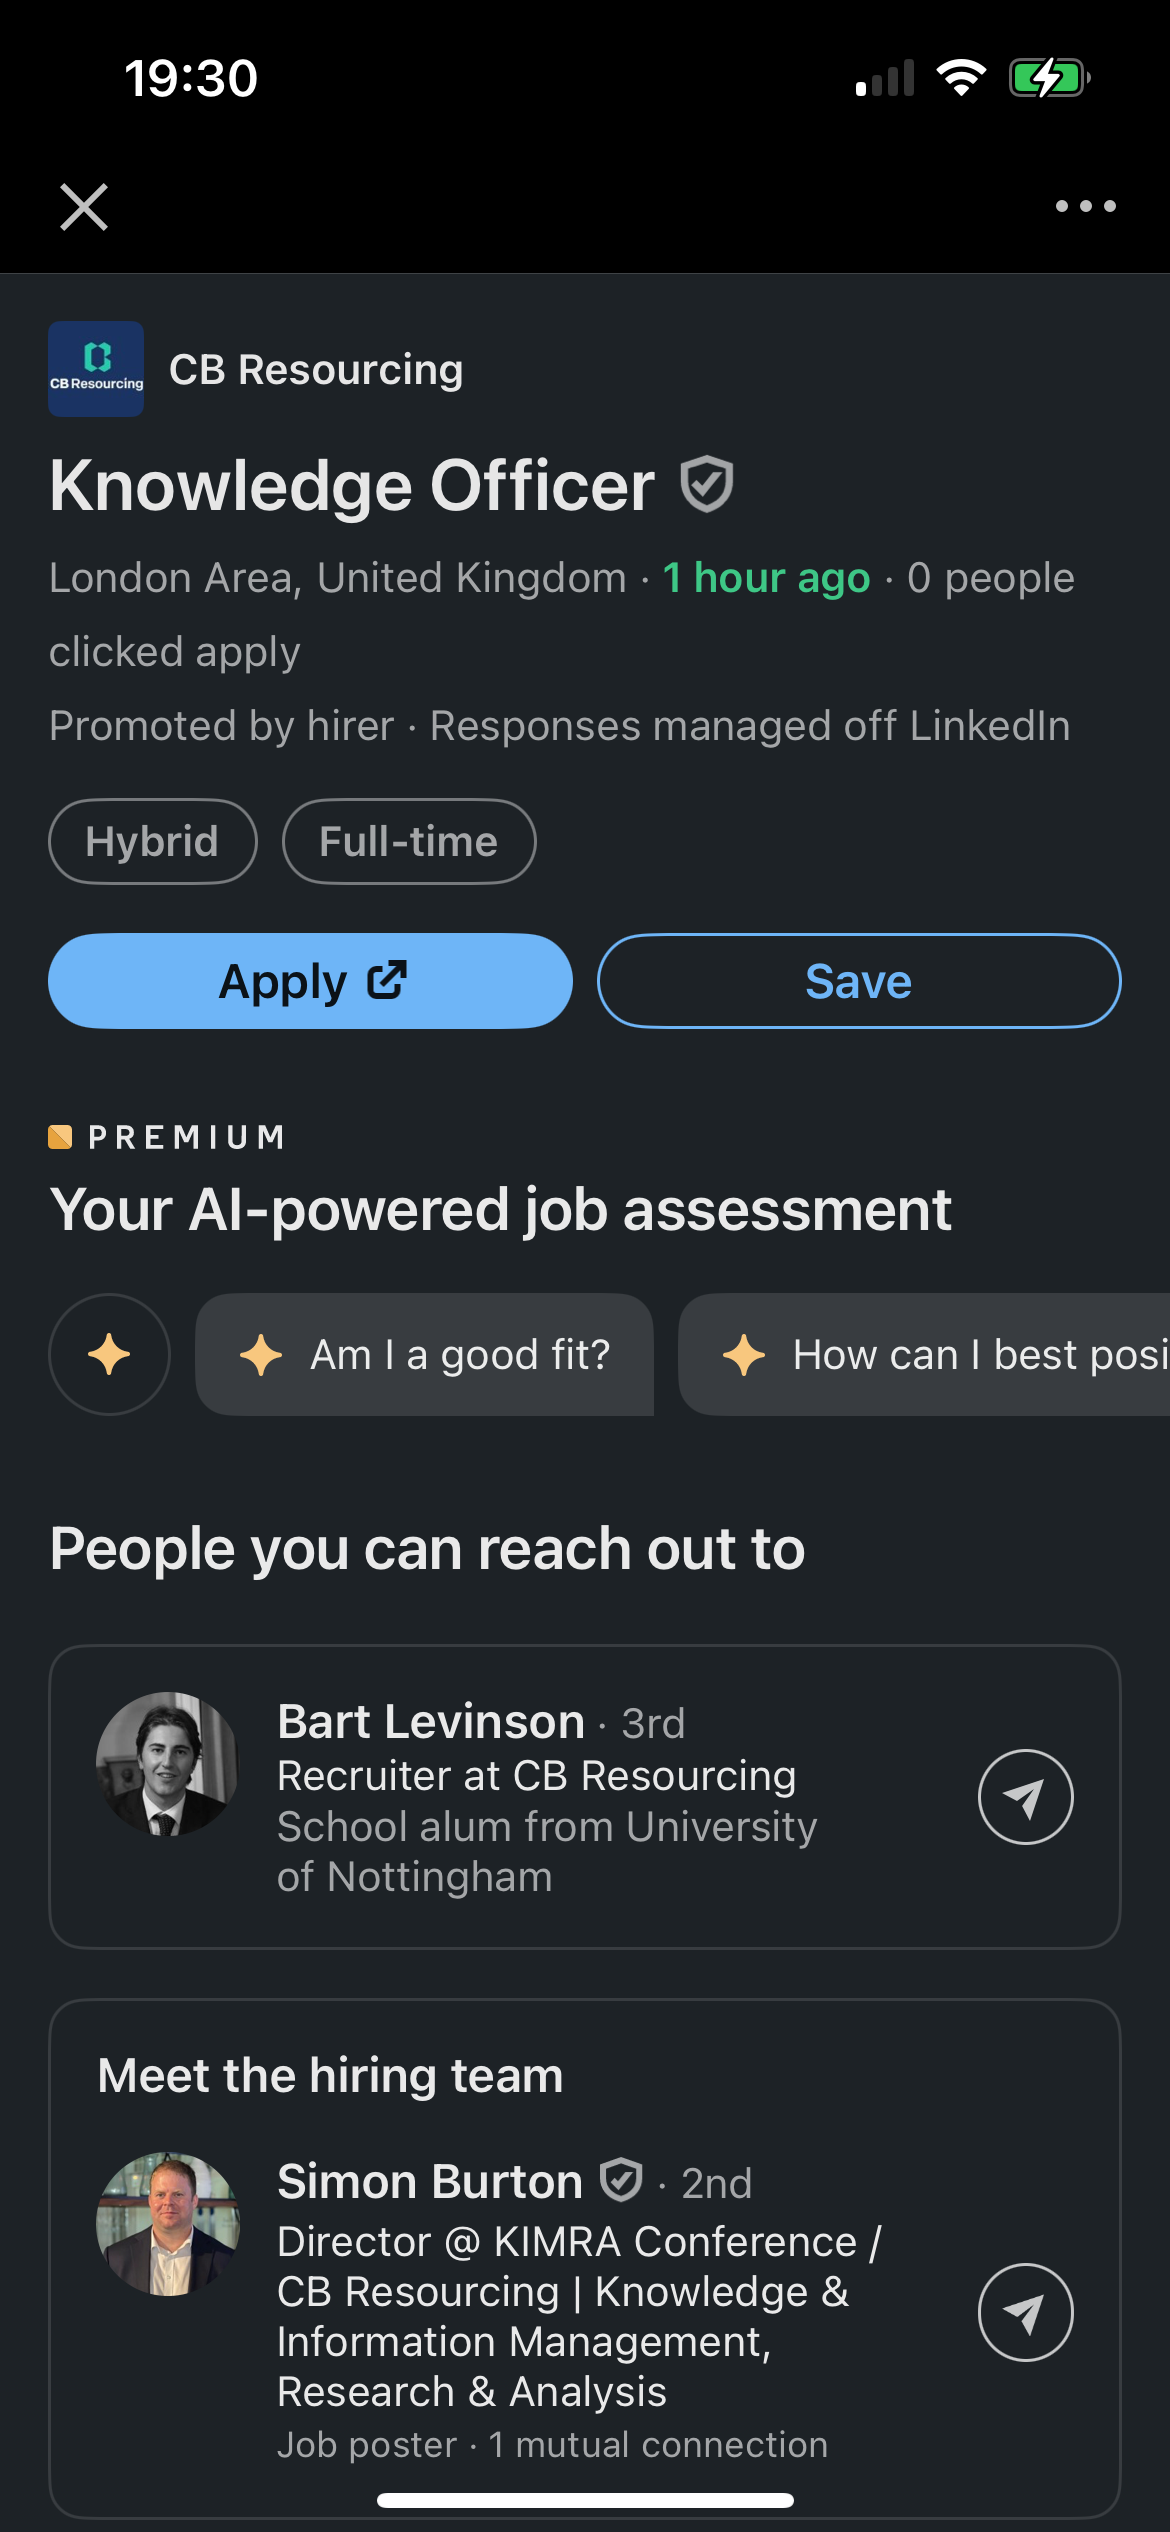 19:30
CB Resourcing
CB Resourcing
Knowledge Officer
London Area, United Kingdom · 1 hour ago · 0 people
clicked apply
Promoted by hirer · Responses managed off LinkedIn
Hybrid
Full-time
Apply
Save
PREMIUM
Your AI-powered job assessment
Am I a good fit?
How can I best posi
People you can reach out to
Bart Levinson · 3rd
Recruiter at CB Resourcing
School alum from University
of Nottingham
Meet the hiring team
Simon Burton · 2nd
Director @ KIMRA Conference /
CB Resourcing | Knowledge &
Information Management,
Research & Analysis
Job poster · 1 mutual connection